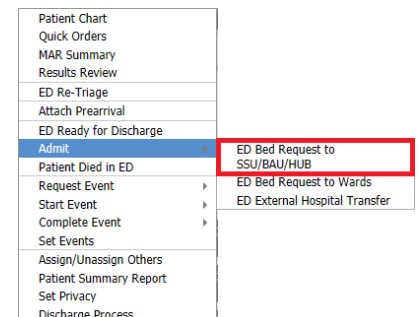 Patient Chart
Quick Orders
MAR Summary
Results Review
ED Re-Triage
Attach Prearrival
ED Ready for Discharge
Admit
Patient Died in ED
Request Event
Start Event
Complete Event
Set Events
Assign/Unassign Others
Patient Summary Report
Set Privacy
Discharge Process
ED Bed Request to
SSU/BAU/HUB
ED Bed Request to Wards
ED External Hospital Transfer